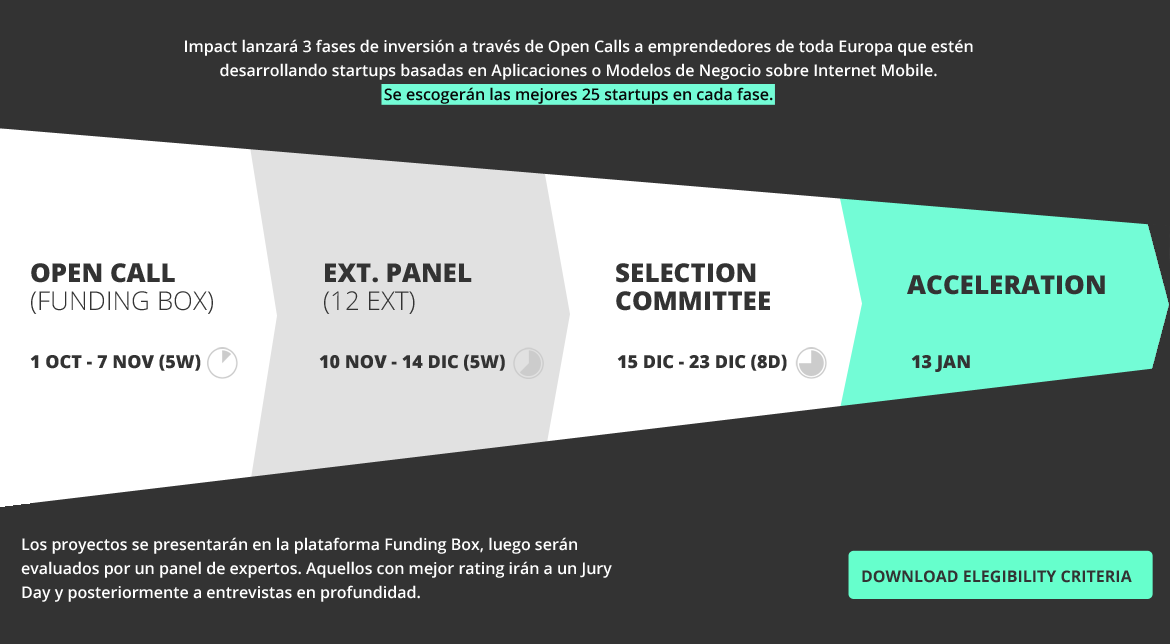 Impact lanzará 3 fases de inversión a través de Open Calls a emprendedores de toda Europa que estén
desarrollando startups basadas en Aplicaciones o Modelos de Negocio sobre Internet Mobile.
Se escogerán las mejores 25 startups en cada fase.
OPEN CALL
(FUNDING BOX)
1 OCT - 7 NOV (5W)
EXT. PANEL
(12 EXT)
10 NOV - 14 DIC (5W)
SELECTION
COMMITTEE
15 DIC - 23 DIC (8D)
ACCELERATION
13 JAN
Los proyectos se presentarán en la plataforma Funding Box, luego serán
evaluados por un panel de expertos. Aquellos con mejor rating irán a un Jury
Day y posteriormente a entrevistas en profundidad.
DOWNLOAD ELEGIBILITY CRITERIA